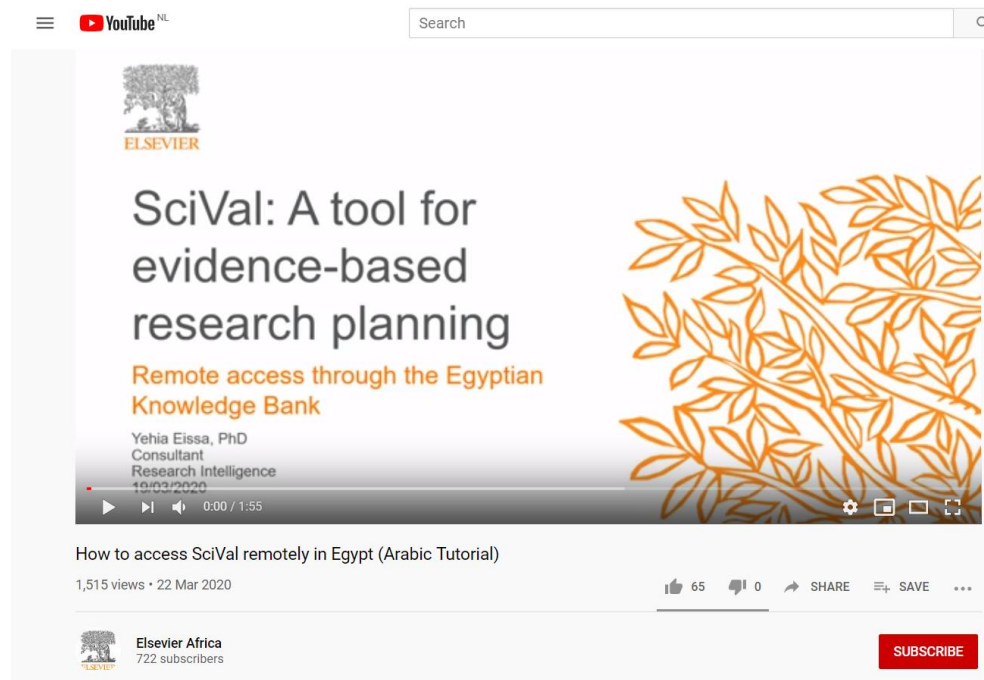 YouTube NL
Search
ELSEVIER
SciVal: A tool for
evidence-based
research planning
Remote access through the Egyptian
Knowledge Bank
Yehia Eissa, PhD
Consultant
Research Intelligence
19/03/2020
0:00 / 1:55
How to access SciVal remotely in Egypt (Arabic Tutorial)
1,515 views • 22 Mar 2020
65 0 SHARE SAVE
ELSEVIER
Elsevier Africa
722 subscribers
SUBSCRIBE